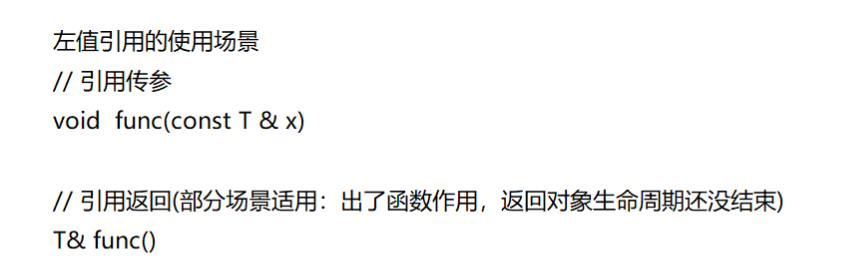 左值引用的使用场景
// 引用传参
void  func(const T & x)
// 引用返回(部分场景适用：出了函数作用，返回对象生命周期还没结束)
T& func()